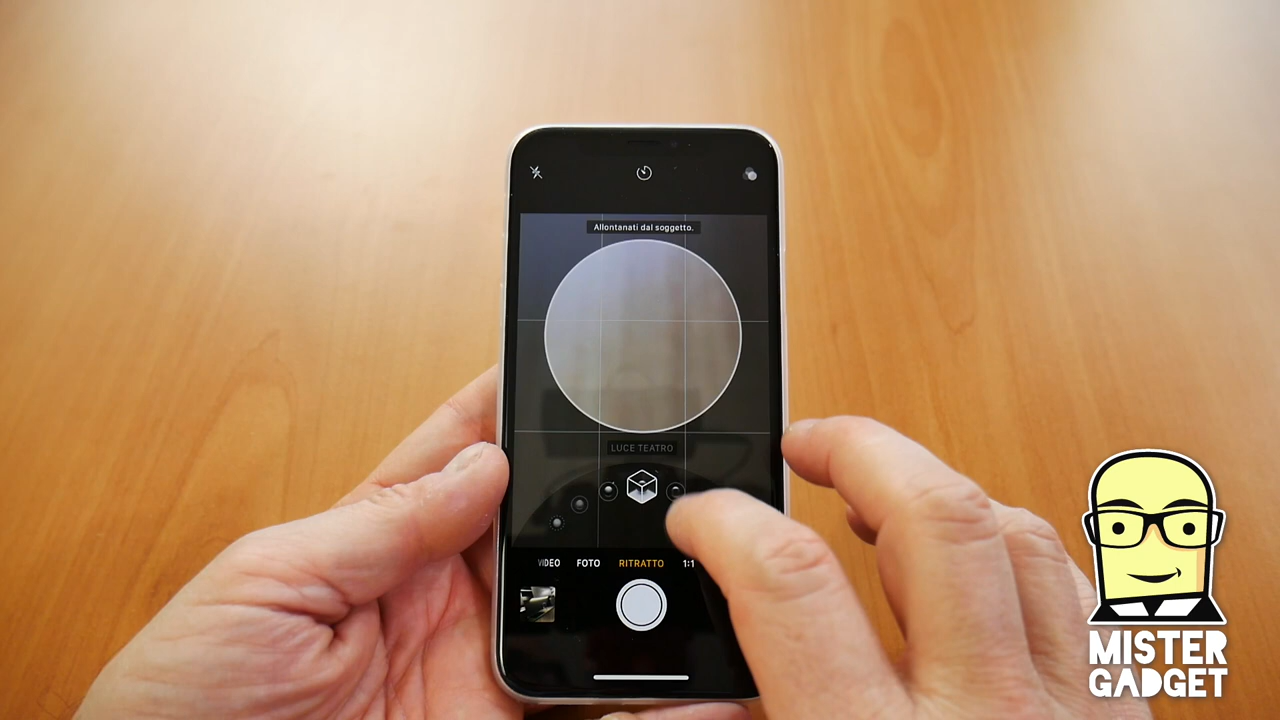 Allontanati dal soggetto.
LUCE TEATRO
VIDEO FOTO RITRATTO 1:1
MISTER
GADGET